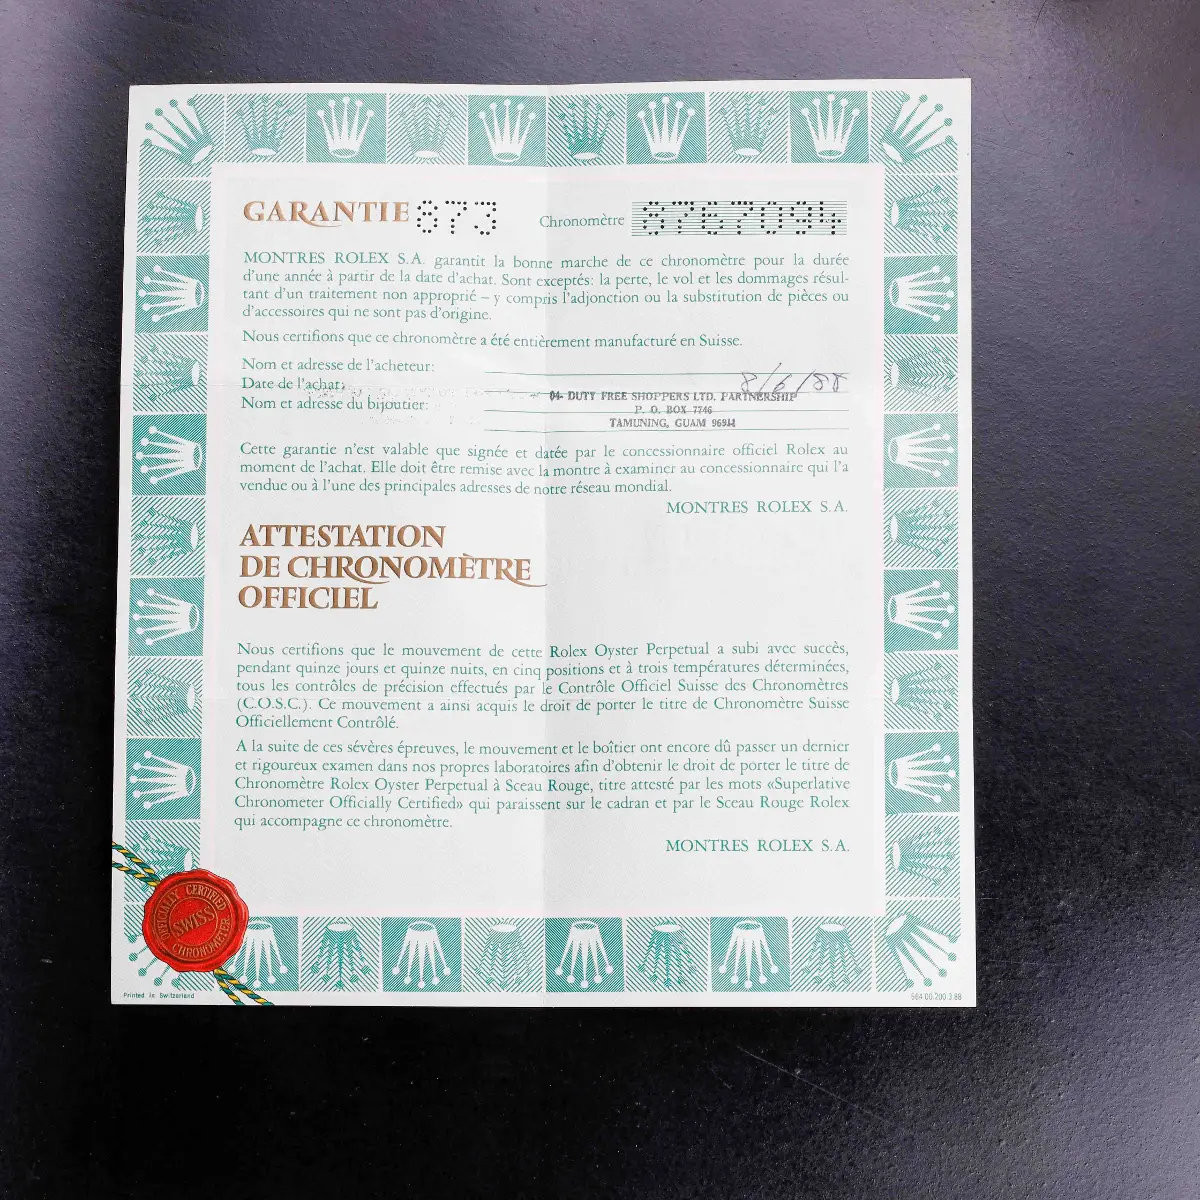 GARANTIE 873 Chronomètre 8767094
MONTRES ROLEX S.A. garantit la bonne marche de ce chronomètre pour la durée
d'une année à partir de la date d'achat. Sont exceptés: la perte, le vol et les dommages résul-
tant d'un traitement non approprié – y compris l'adjonction ou la substitution de pièces ou
d'accessoires qui ne sont pas d'origine.
Nous certifions que ce chronomètre a été entièrement manufacturé en Suisse.
Nom et adresse de l'acheteur:
Date de l'achat: 8/6/88
Nom et adresse du bijoutier: 04- DUTY FREE SHOPPERS LTD. PARTNERSHIP
P. O. BOX 7746
TAMUNING, GUAM 96911
Cette garantie n'est valable que signée et datée par le concessionnaire officiel Rolex au
moment de l'achat. Elle doit être remise avec la montre à examiner au concessionnaire qui l'a
vendue ou à l'une des principales adresses de notre réseau mondial.
MONTRES ROLEX S.A.
ATTESTATION
DE CHRONOMÈTRE
OFFICIEL
Nous certifions que le mouvement de cette Rolex Oyster Perpetual a subi avec succès,
pendant quinze jours et quinze nuits, en cinq positions et à trois températures déterminées,
tous les contrôles de précision effectués par le Contrôle Officiel Suisse des Chronomètres
(C.O.S.C.). Ce mouvement a ainsi acquis le droit de porter le titre de Chronomètre Suisse
Officiellement Contrôlé.
A la suite de ces sévères épreuves, le mouvement et le boîtier ont encore dû passer un dernier
et rigoureux examen dans nos propres laboratoires afin d'obtenir le droit de porter le titre de
Chronomètre Rolex Oyster Perpetual à Sceau Rouge, titre attesté par les mots «Superlative
Chronometer Officially Certified» qui paraissent sur le cadran et par le Sceau Rouge Rolex
qui accompagne ce chronomètre.
MONTRES ROLEX S.A.
OFFICIALLY CERTIFIED
SWISS
CHRONOMETER
Printed in Switzerland
564.00.200.3.88